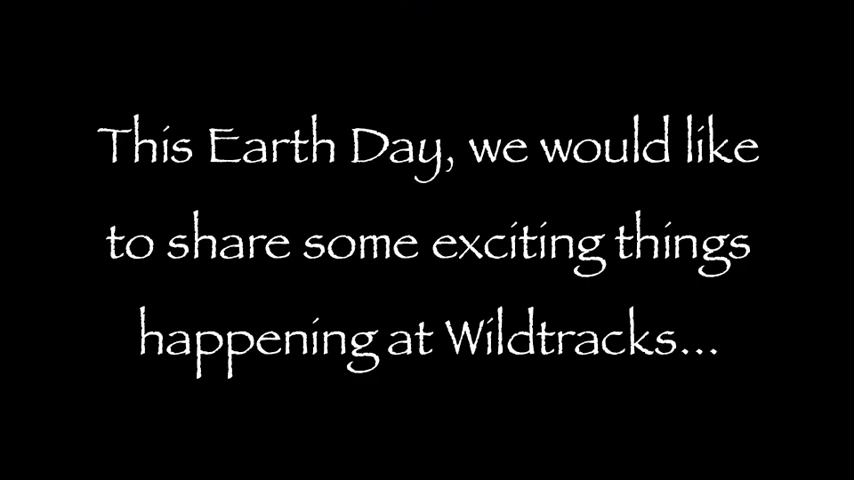 This Earth Day, we would like
to share some exciting things
happening at Wildtracks...